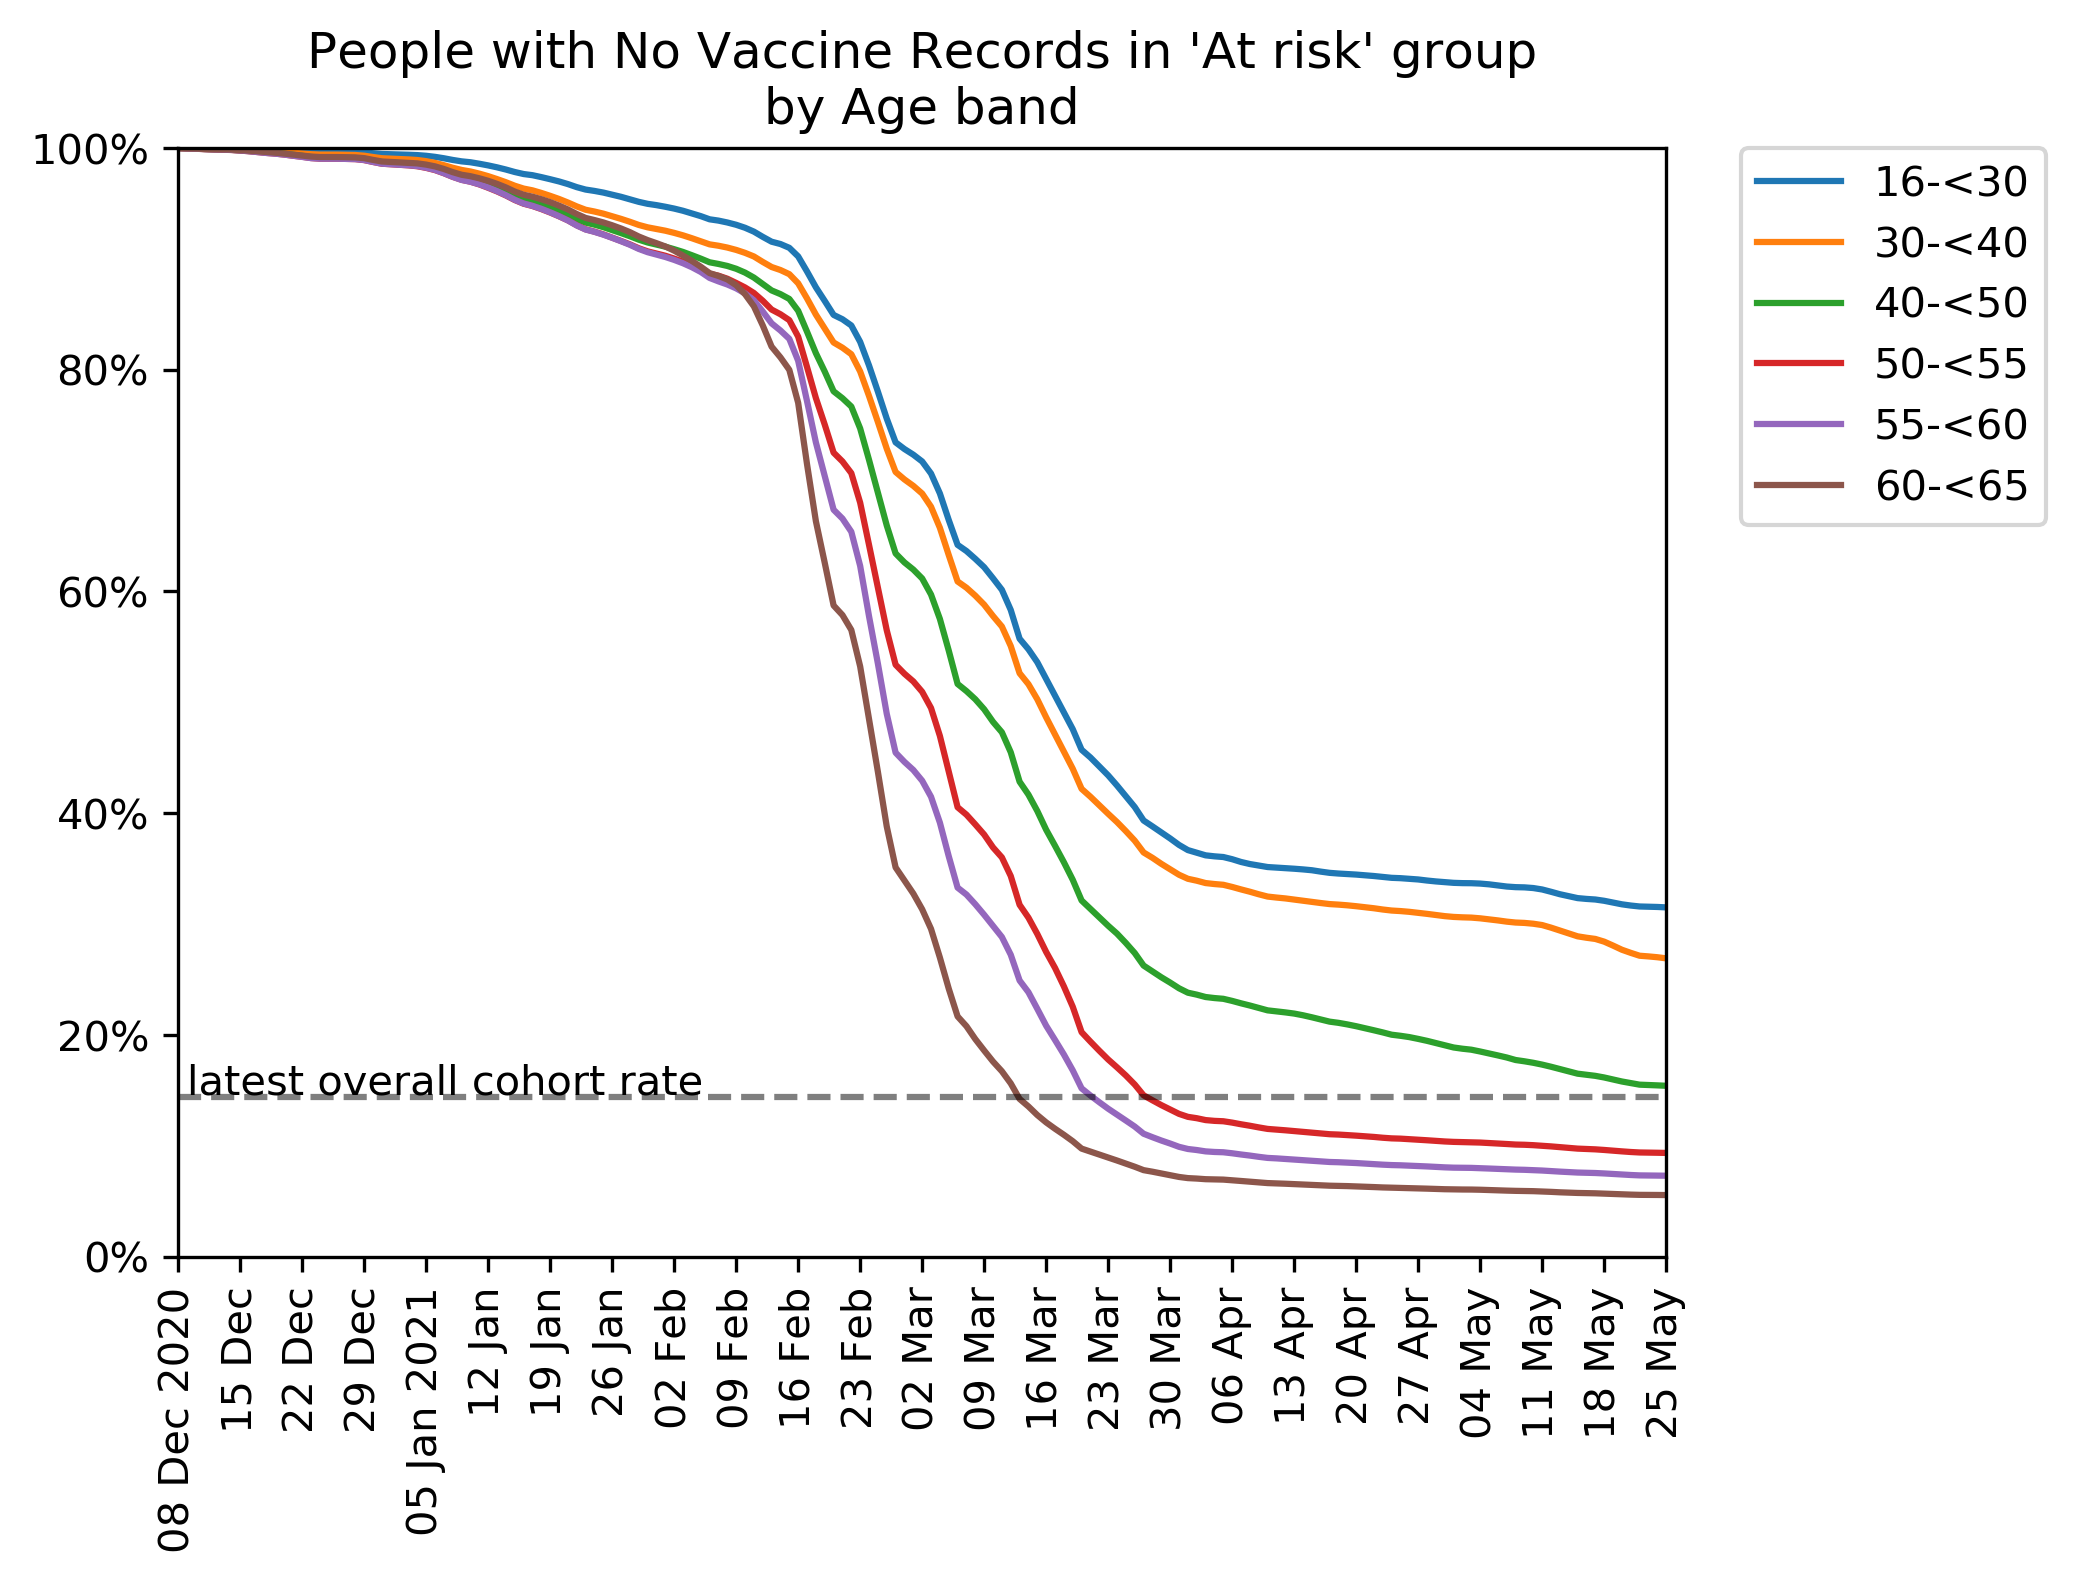 People with No Vaccine Records in 'At risk' group
by Age band
100%
80%
60%
40%
20%
0%
latest overall cohort rate
16-<30
30-<40
40-<50
50-<55
55-<60
60-<65
08 Dec 2020
15 Dec
22 Dec
29 Dec
05 Jan 2021
12 Jan
19 Jan
26 Jan
02 Feb
09 Feb
16 Feb
23 Feb
02 Mar
09 Mar
16 Mar
23 Mar
30 Mar
06 Apr
13 Apr
20 Apr
27 Apr
04 May
11 May
18 May
25 May